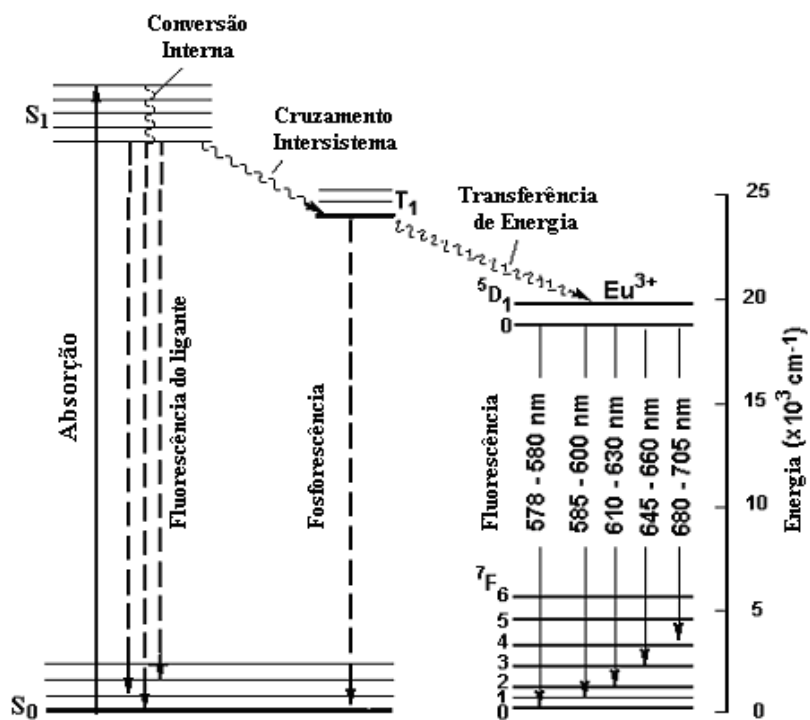 Conversão
Interna
S1
Cruzamento
Intersistema
T1
Transferência
de Energia
5D1
Eu3+
0
Absorção
Fluorescência do ligante
Fosforescência
Fluorescência
578 - 580 nm
585 - 600 nm
610 - 630 nm
645 - 660 nm
680 - 705 nm
7F6
5
4
3
2
1
0
S0
25
20
15
10
5
0
Energia (x103 cm-1)